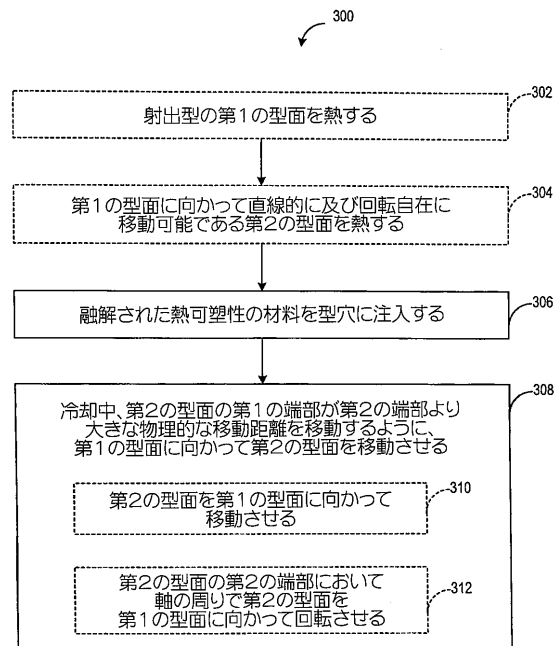 300
射出型の第1の型面を熱する
302
第1の型面に向かって直線的に及び回転自在に
移動可能である第2の型面を熱する
304
融解された熱可塑性の材料を型穴に注入する
306
308
冷却中、第2の型面の第1の端部が第2の端部より
大きな物理的な移動距離を移動するように、
第1の型面に向かって第2の型面を移動させる
第2の型面を第1の型面に向かって
移動させる
310
第2の型面の第2の端部において
軸の周りで第2の型面を
第1の型面に向かって回転させる
312